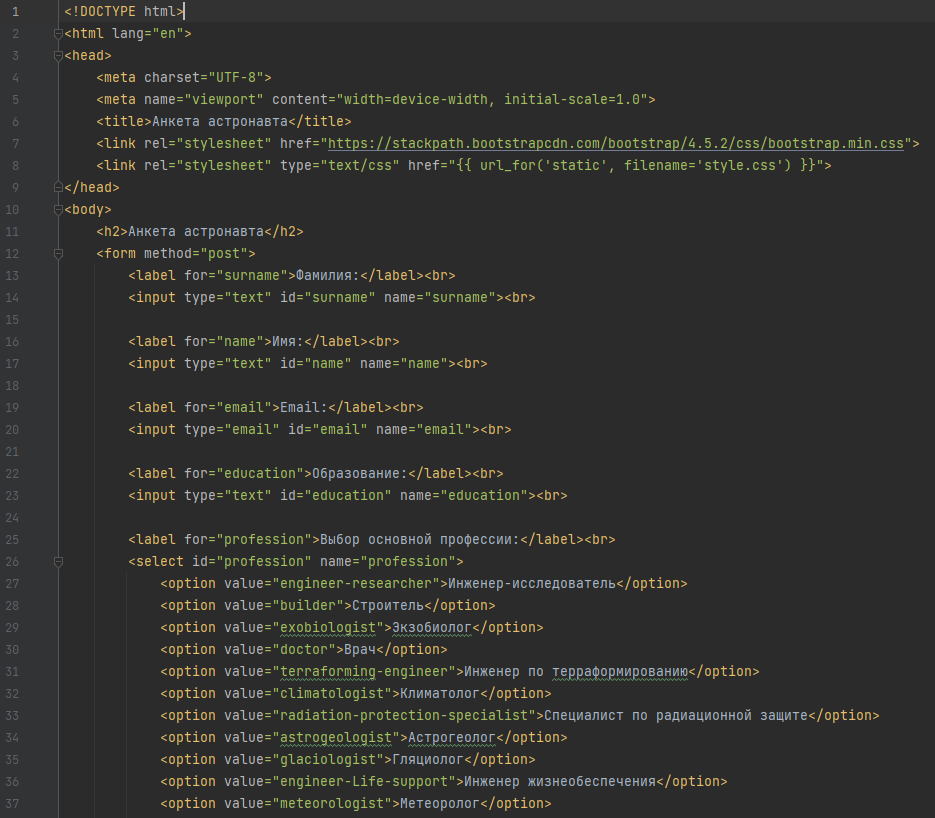 1 <!DOCTYPE html>
2 <html lang="en">
3 <head>
4     <meta charset="UTF-8">
5     <meta name="viewport" content="width=device-width, initial-scale=1.0">
6     <title>Анкета астронавта</title>
7     <link rel="stylesheet" href="https://stackpath.bootstrapcdn.com/bootstrap/4.5.2/css/bootstrap.min.css">
8     <link rel="stylesheet" type="text/css" href="{{ url_for('static', filename='style.css') }}">
9 </head>
10 <body>
11     <h2>Анкета астронавта</h2>
12     <form method="post">
13         <label for="surname">Фамилия:</label><br>
14         <input type="text" id="surname" name="surname"><br>
15
16         <label for="name">Имя:</label><br>
17         <input type="text" id="name" name="name"><br>
18
19         <label for="email">Email:</label><br>
20         <input type="email" id="email" name="email"><br>
21
22         <label for="education">Образование:</label><br>
23         <input type="text" id="education" name="education"><br>
24
25         <label for="profession">Выбор основной профессии:</label><br>
26         <select id="profession" name="profession">
27             <option value="engineer-researcher">Инженер-исследователь</option>
28             <option value="builder">Строитель</option>
29             <option value="exobiologist">Экзобиолог</option>
30             <option value="doctor">Врач</option>
31             <option value="terraforming-engineer">Инженер по терраформированию</option>
32             <option value="climatologist">Климатолог</option>
33             <option value="radiation-protection-specialist">Специалист по радиационной защите</option>
34             <option value="astrogeologist">Астрогеолог</option>
35             <option value="glaciologist">Гляциолог</option>
36             <option value="engineer-Life-support">Инженер жизнеобеспечения</option>
37             <option value="meteorologist">Метеоролог</option>